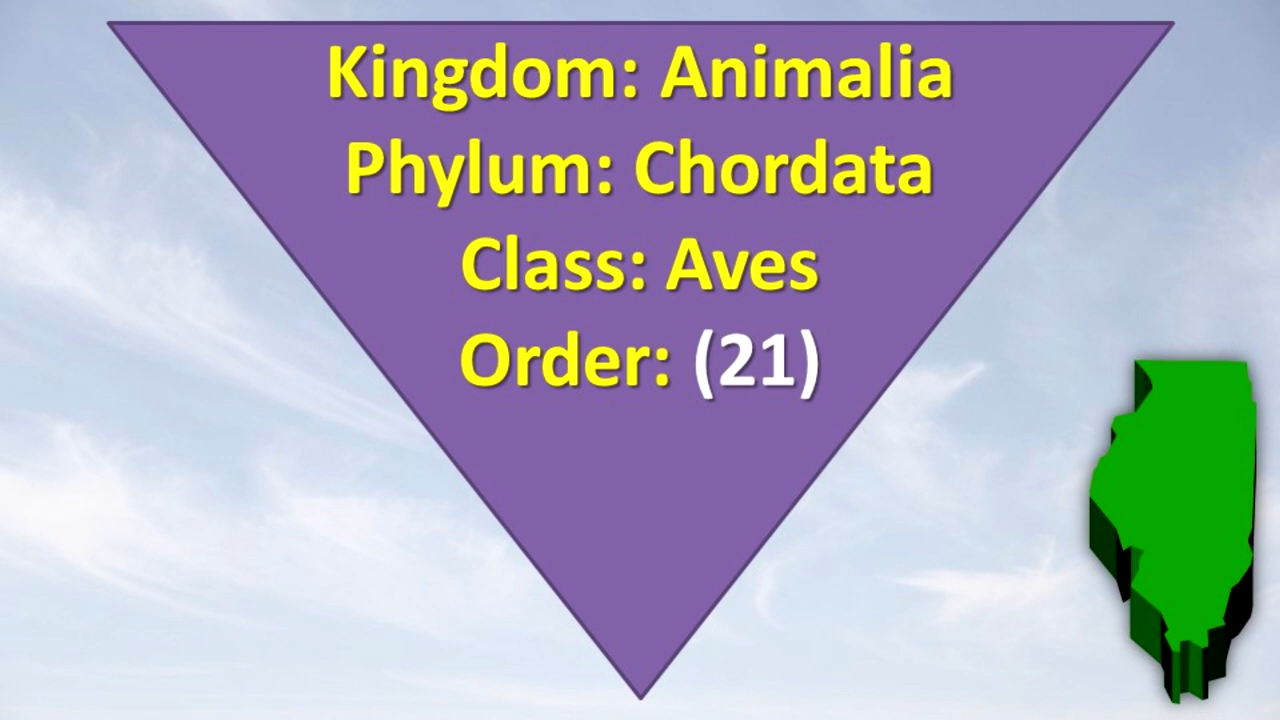 Kingdom: Animalia
Phylum: Chordata
Class: Aves
Order: (21)